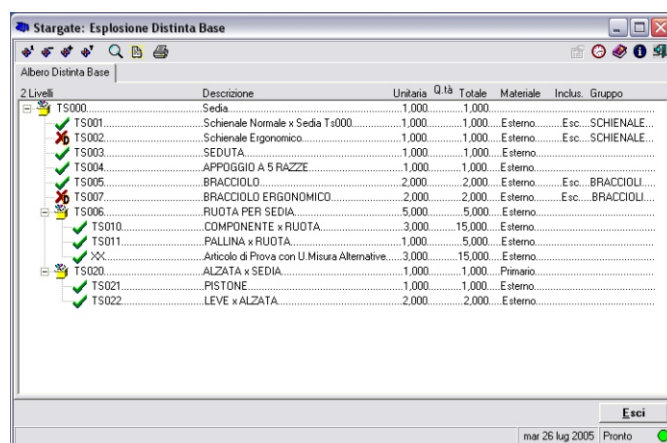 Stargate: Esplosione Distinta Base
Albero Distinta Base
2 Livelli Descrizione Unitaria Q.tà Totale Materiale Inclus. Gruppo
TS000 Sedia 1,000 1,000
TS001 Schienale Normale x Sedia Ts000 1,000 1,000 Esterno Esc SCHIENALE
TS002 Schienale Ergonomico 1,000 1,000 Esterno Esc SCHIENALE
TS003 SEDUTA 1,000 1,000 Esterno
TS004 APPOGGIO A 5 RAZZE 1,000 1,000 Esterno
TS005 BRACCIOLO 2,000 2,000 Esterno Esc BRACCIOLI
TS007 BRACCIOLO ERGONOMICO 2,000 2,000 Esterno Esc BRACCIOLI
TS006 RUOTA PER SEDIA 5,000 5,000 Esterno
TS010 COMPONENTE x RUOTA 3,000 15,000 Esterno
TS011 PALLINA x RUOTA 1,000 5,000 Esterno
XX Articolo di Prova con U.Misura Alternative 3,000 15,000 Esterno
TS020 ALZATA x SEDIA 1,000 1,000 Primario
TS021 PISTONE 1,000 1,000 Esterno
TS022 LEVE x ALZATA 2,000 2,000 Esterno
Esci
mar 26 lug 2005 Pronto